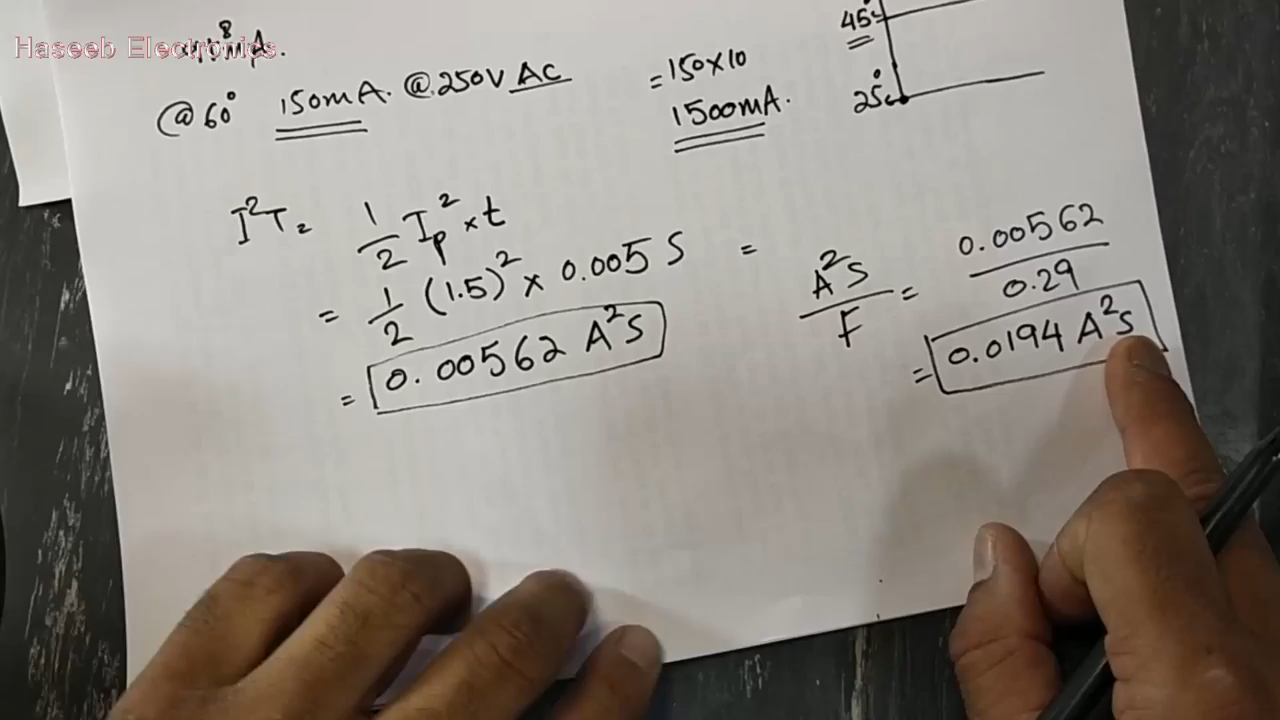 Haseeb Electronics
8
@60° 150mA. @.250V AC
=150×10
1500mA.
45°
25°
I²T = 1/2 Ip² × t
= 1/2 (1.5)² × 0.005 S
= 0.00562 A²S
= A²S/F = 0.00562/0.29
= 0.0194 A²S